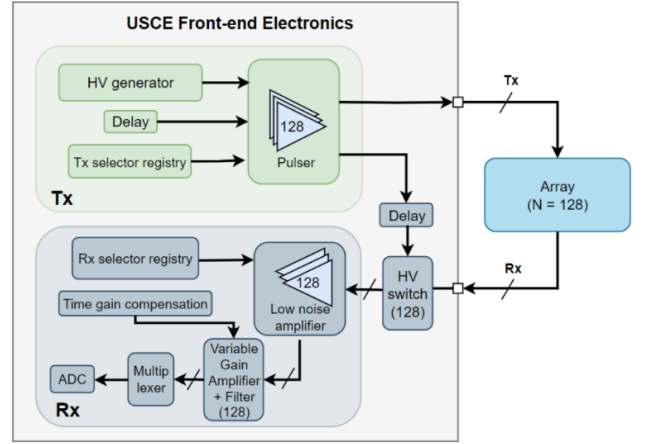 USCE Front-end Electronics
HV generator
Delay
Tx selector registry
128
Pulser
Tx
Tx
Array
(N = 128)
Delay
Rx
HV
switch
(128)
Rx selector registry
128
Low noise
amplifier
Time gain compensation
Variable
Gain
Amplifier
+ Filter
(128)
Multip
lexer
ADC
Rx